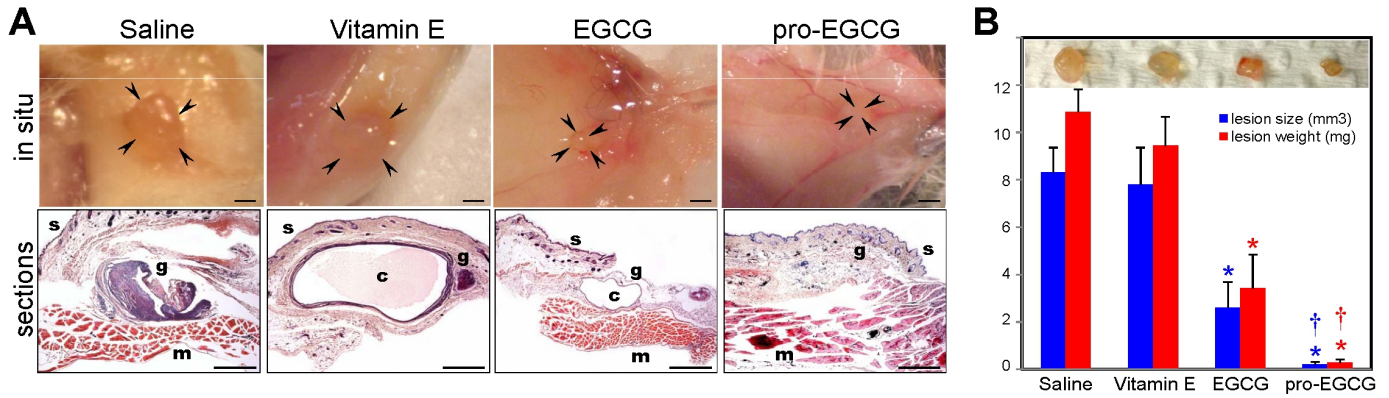 A
Saline
Vitamin E
EGCG
pro-EGCG
in situ
sections
s
g
m
s
g
c
s
g
c
m
s
g
m
B
12
10
8
6
4
2
0
lesion size (mm3)
lesion weight (mg)
*
*
†
*
†
*
Saline
Vitamin E
EGCG
pro-EGCG